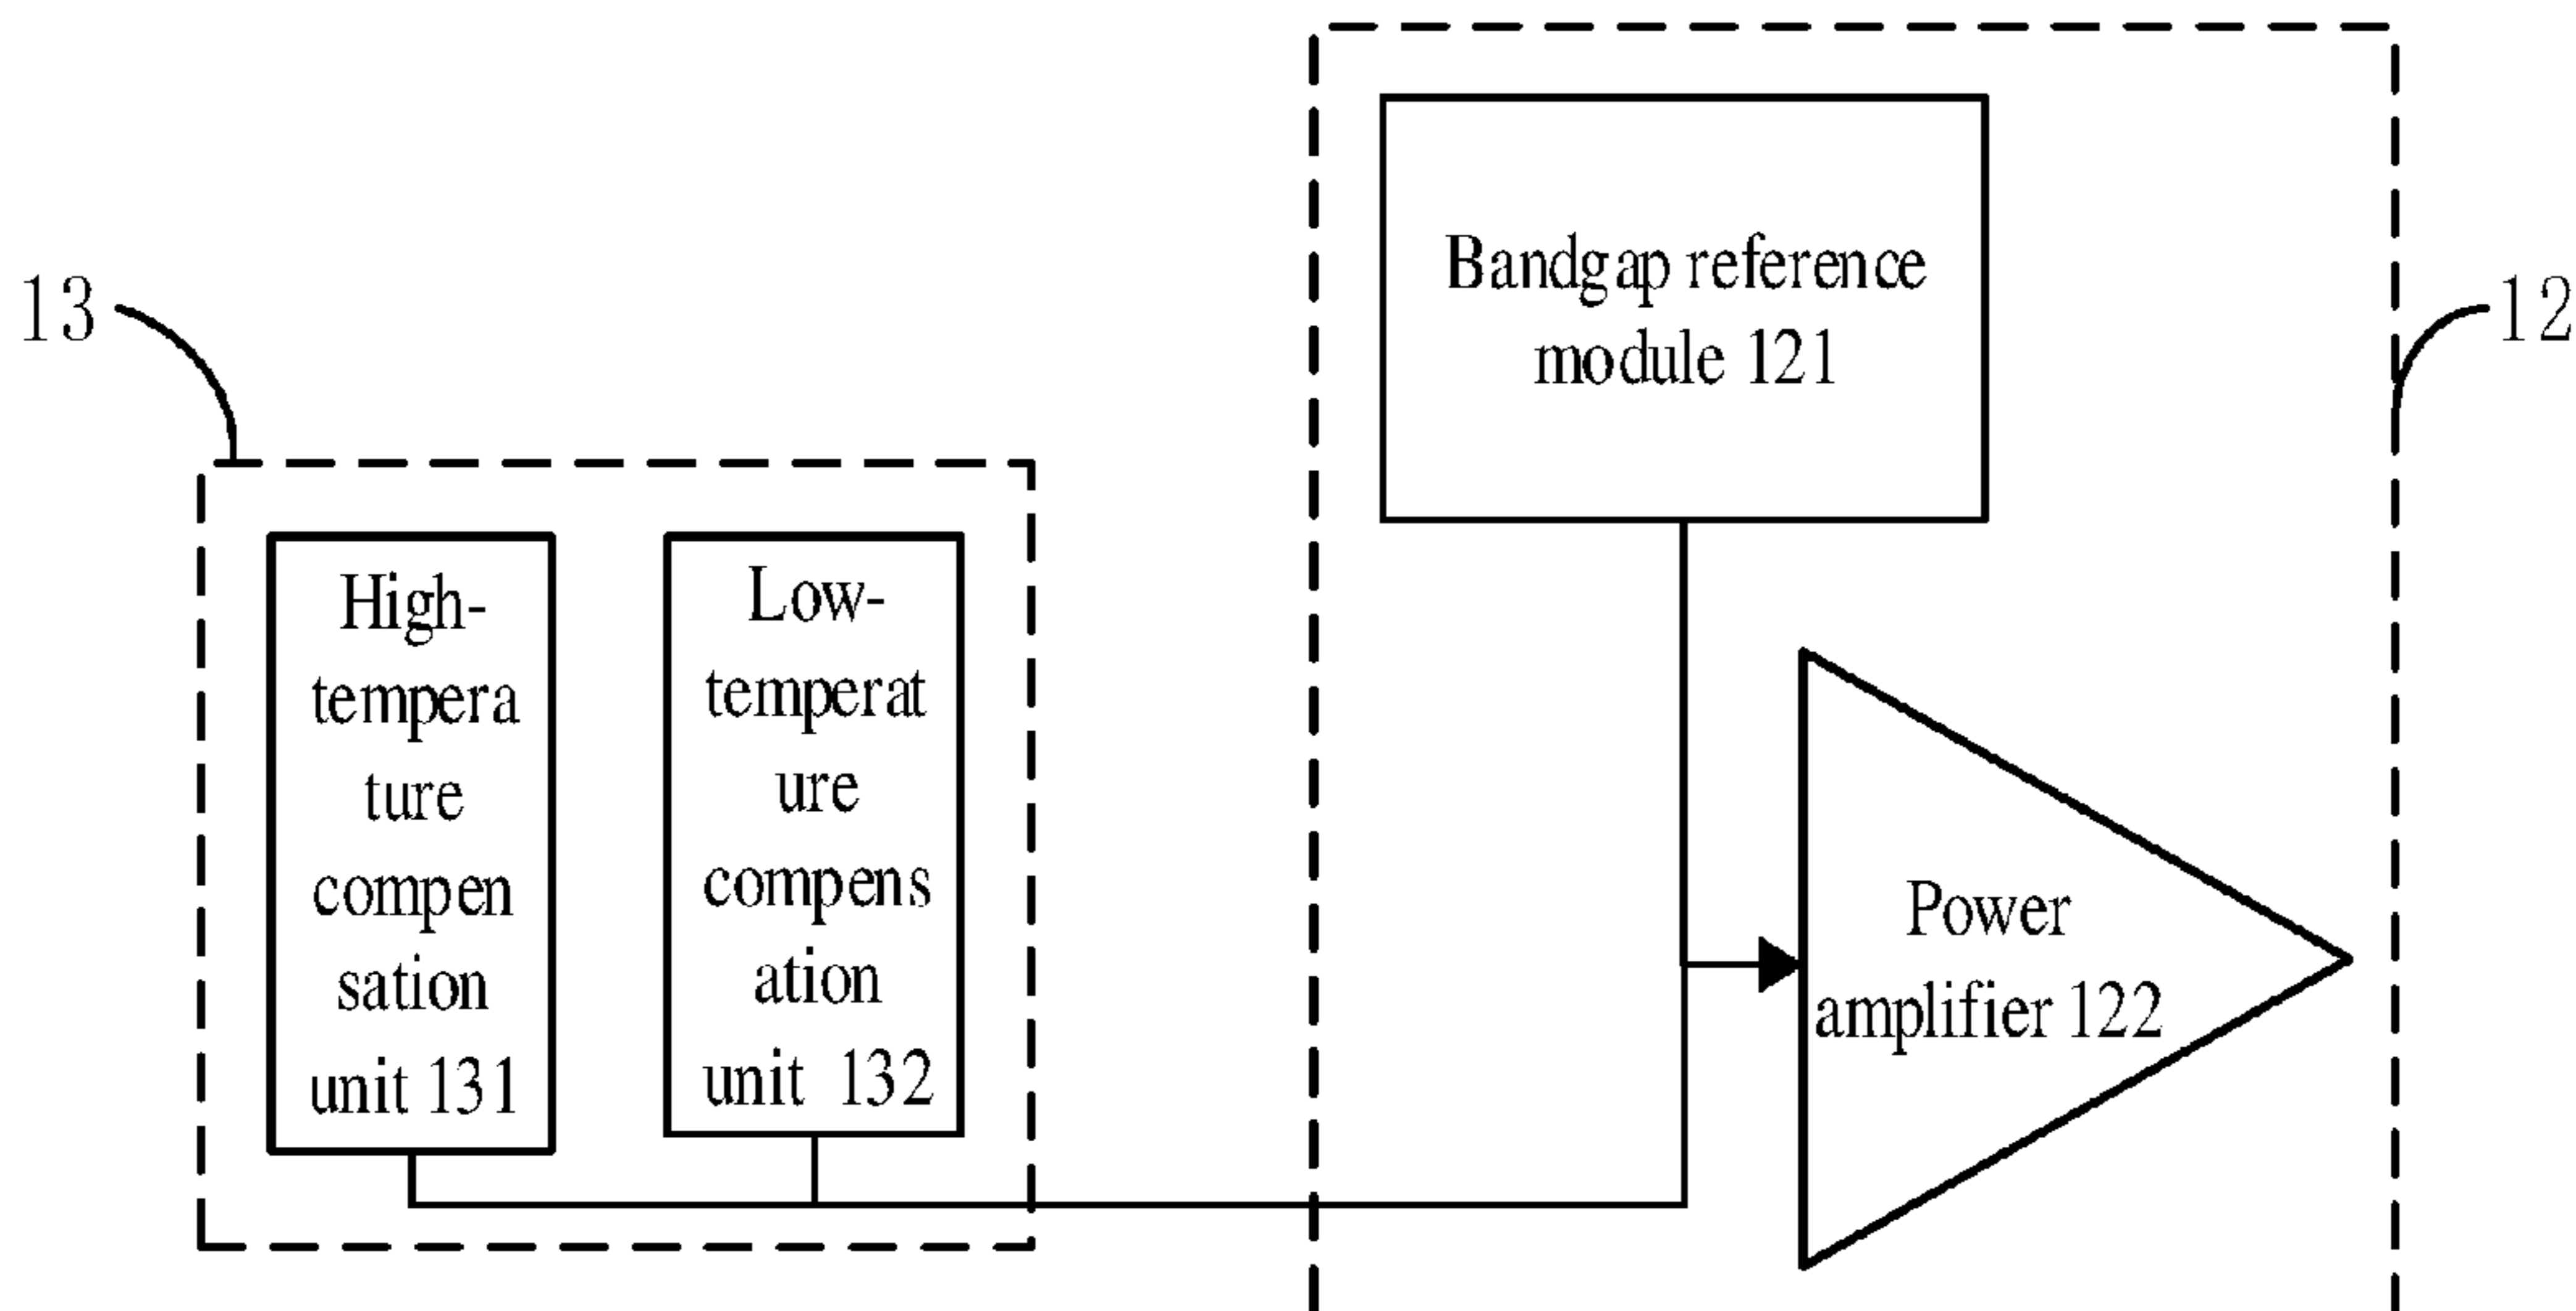 13
High-
tempera
ture
compen
sation
unit 131
Low-
temperat
ure
compens
ation
unit 132
Bandgap reference
module 121
12
Power
amplifier 122